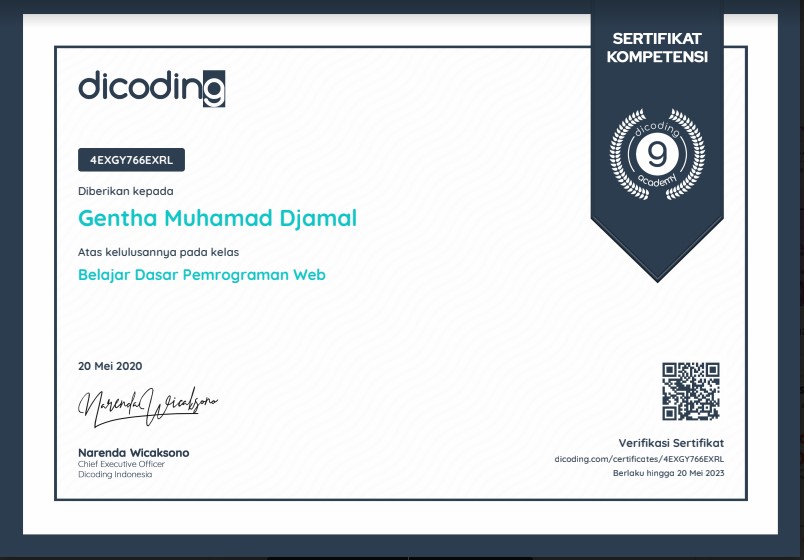 SERTIFIKAT
KOMPETENSI
dicoding
dicoding
9
academy
4EXGY766EXRL
Diberikan kepada
Gentha Muhamad Djamal
Atas kelulusannya pada kelas
Belajar Dasar Pemrograman Web
20 Mei 2020
Narenda Wicaksono
Narenda Wicaksono
Chief Executive Officer
Dicoding Indonesia
Verifikasi Sertifikat
dicoding.com/certificates/4EXGY766EXRL
Berlaku hingga 20 Mei 2023